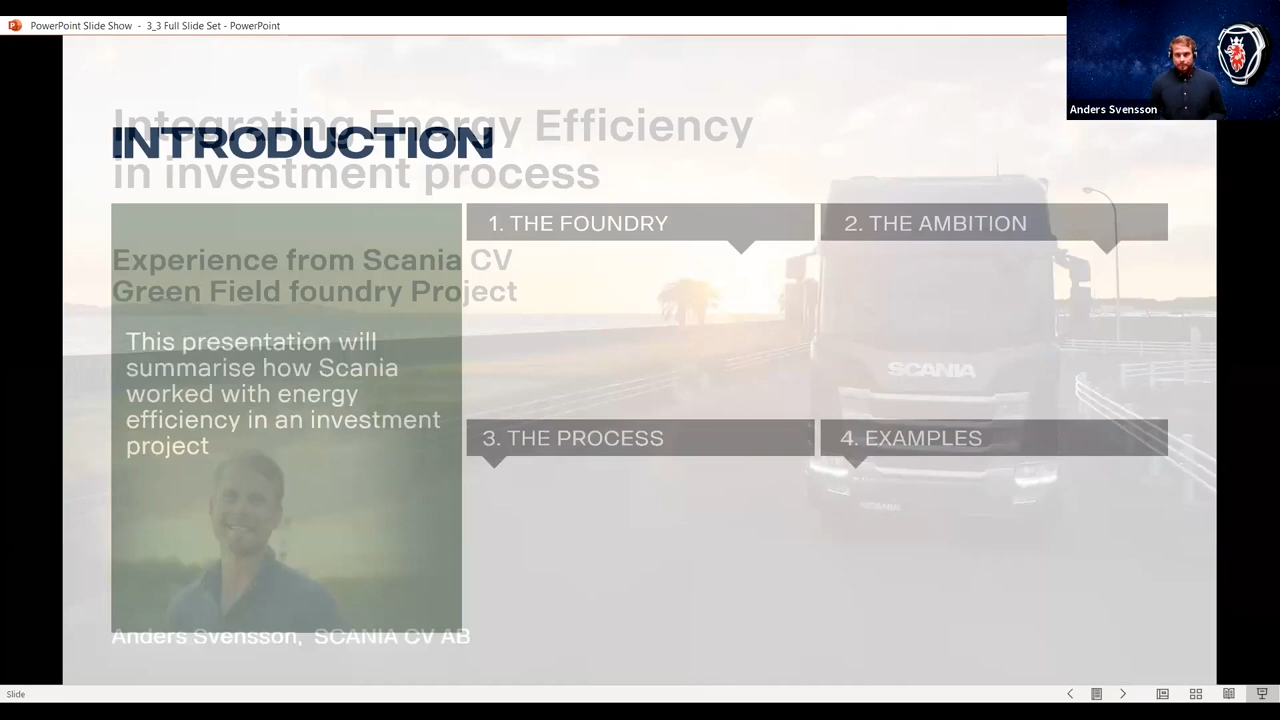 PowerPoint Slide Show - 3_3 Full Slide Set - PowerPoint
Anders Svensson
Integrating Energy Efficiency
in investment process
INTRODUCTION
1. THE FOUNDRY
2. THE AMBITION
Experience from Scania CV
Green Field foundry Project
This presentation will
summarise how Scania
worked with energy
efficiency in an investment
project
SCANIA
3. THE PROCESS
4. EXAMPLES
SCANIA
Anders Svensson, SCANIA CV AB
Slide